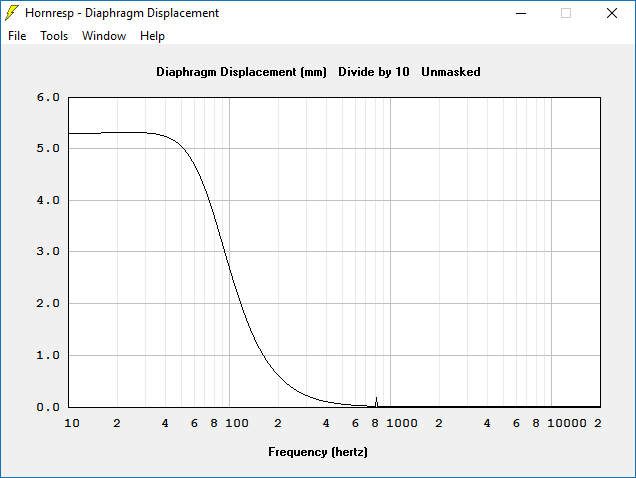 Hornresp - Diaphragm Displacement
File Tools Window Help
Diaphragm Displacement (mm) Divide by 10 Unmasked
6.0
5.0
4.0
3.0
2.0
1.0
0.0
10 2 4 6 8 100 2 4 6 8 1000 2 4 6 8 10000 2
Frequency (hertz)